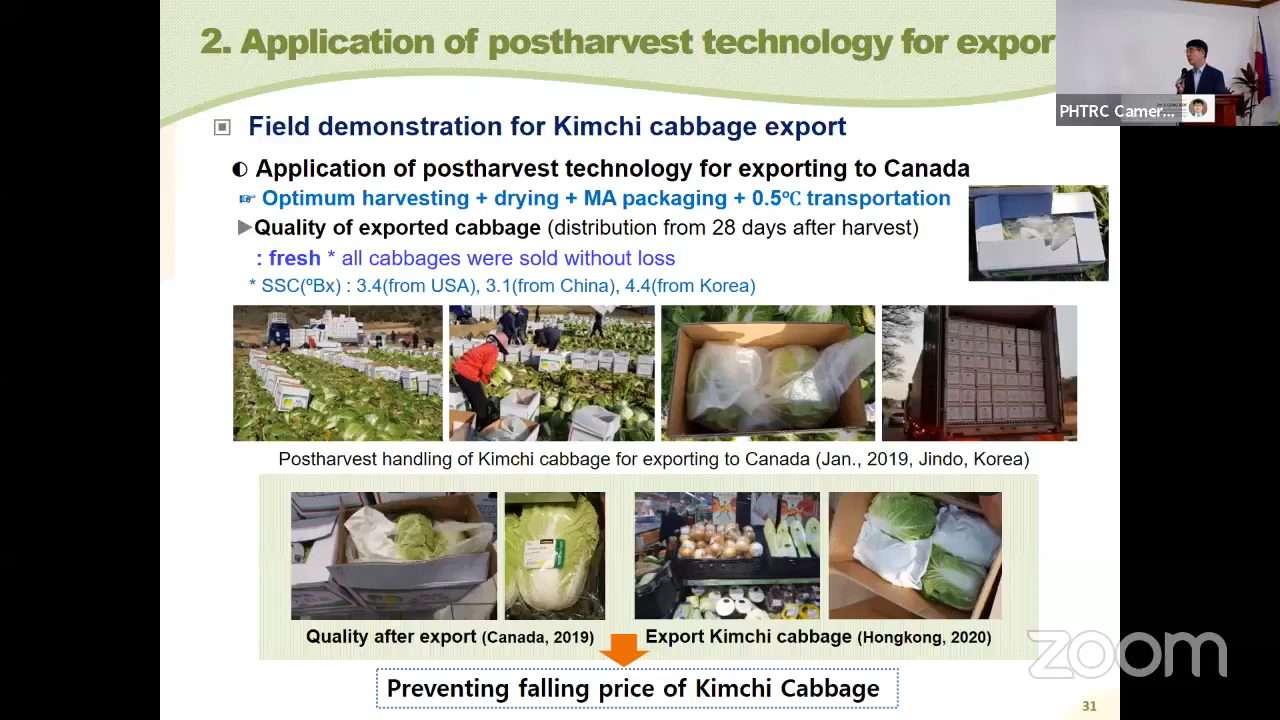 2. Application of postharvest technology for expor
PHTRC Camer...
Field demonstration for Kimchi cabbage export
Application of postharvest technology for exporting to Canada
☞ Optimum harvesting + drying + MA packaging + 0.5℃ transportation
▶Quality of exported cabbage (distribution from 28 days after harvest)
: fresh * all cabbages were sold without loss
* SSC(ºBx) : 3.4(from USA), 3.1(from China), 4.4(from Korea)
Postharvest handling of Kimchi cabbage for exporting to Canada (Jan., 2019, Jindo, Korea)
Quality after export (Canada, 2019)
Export Kimchi cabbage (Hongkong, 2020)
Preventing falling price of Kimchi Cabbage
zoom
31